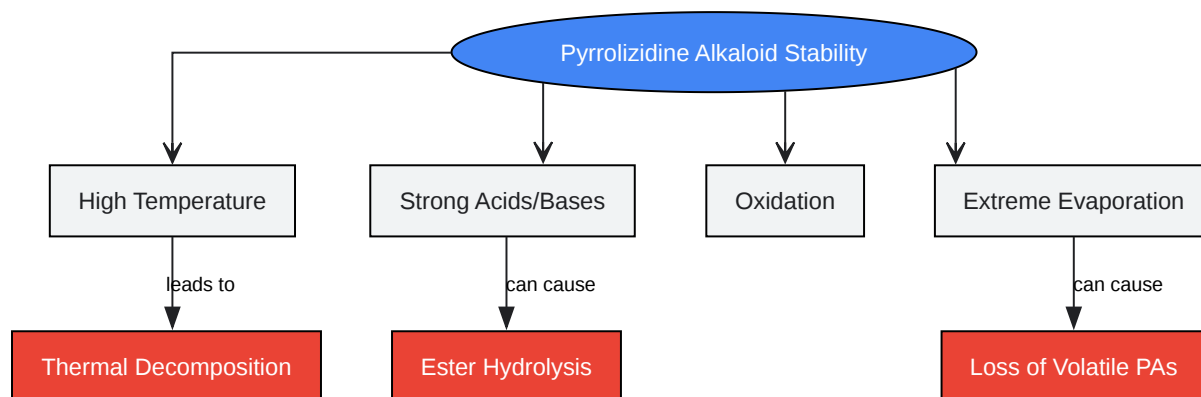 Pyrrolizidine Alkaloid Stability
High Temperature
Strong Acids/Bases
Oxidation
Extreme Evaporation
leads to
can cause
can cause
Thermal Decomposition
Ester Hydrolysis
Loss of Volatile PAs